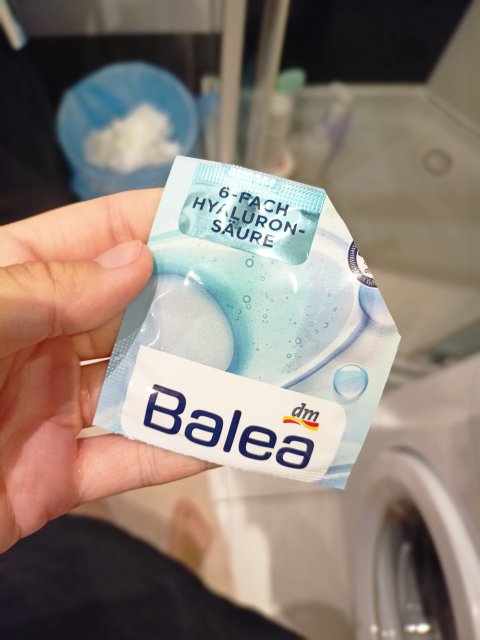 6-FACH
HYALURON-
SÄURE
dm
Balea